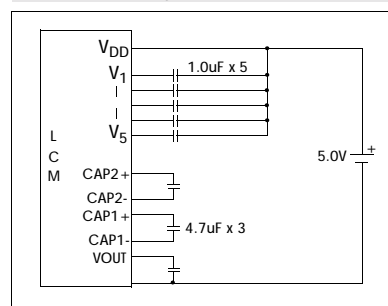 VDD
V1
1.0uF x 5
V5
L
C
M
5.0V
+
CAP2+
CAP2-
CAP1+
CAP1-
4.7uF x 3
VOUT